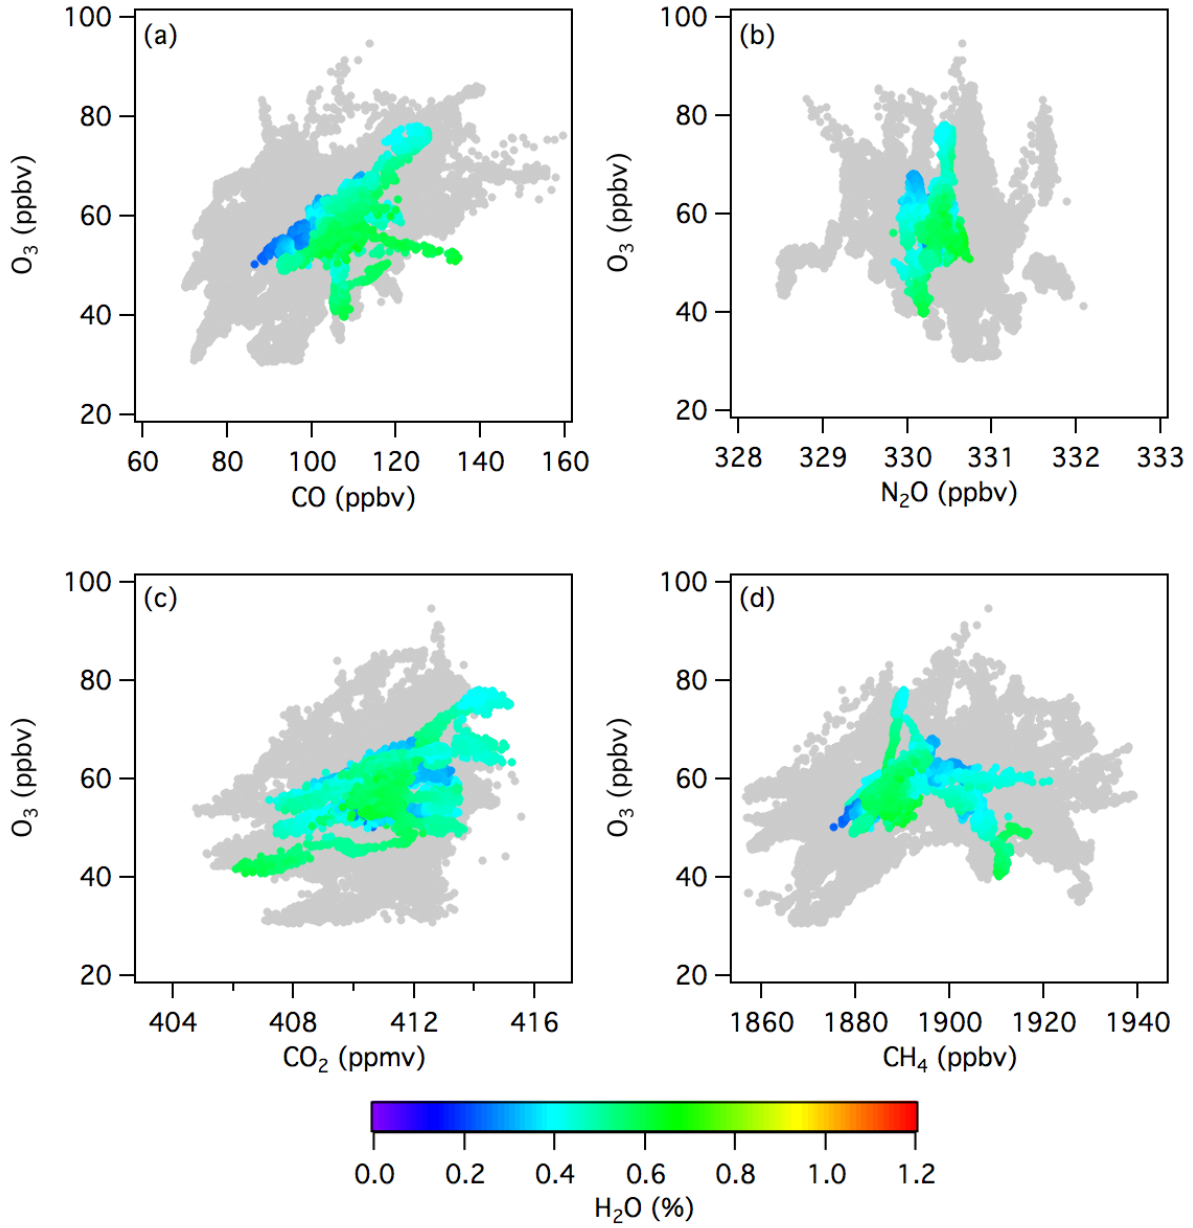 (a)
100
80
60
40
20
O3 (ppbv)
60 80 100 120 140 160
CO (ppbv)
(b)
100
80
60
40
20
O3 (ppbv)
328 329 330 331 332 333
N2O (ppbv)
(c)
100
80
60
40
20
O3 (ppbv)
404 408 412 416
CO2 (ppmv)
(d)
100
80
60
40
20
O3 (ppbv)
1860 1880 1900 1920 1940
CH4 (ppbv)
0.0 0.2 0.4 0.6 0.8 1.0 1.2
H2O (%)